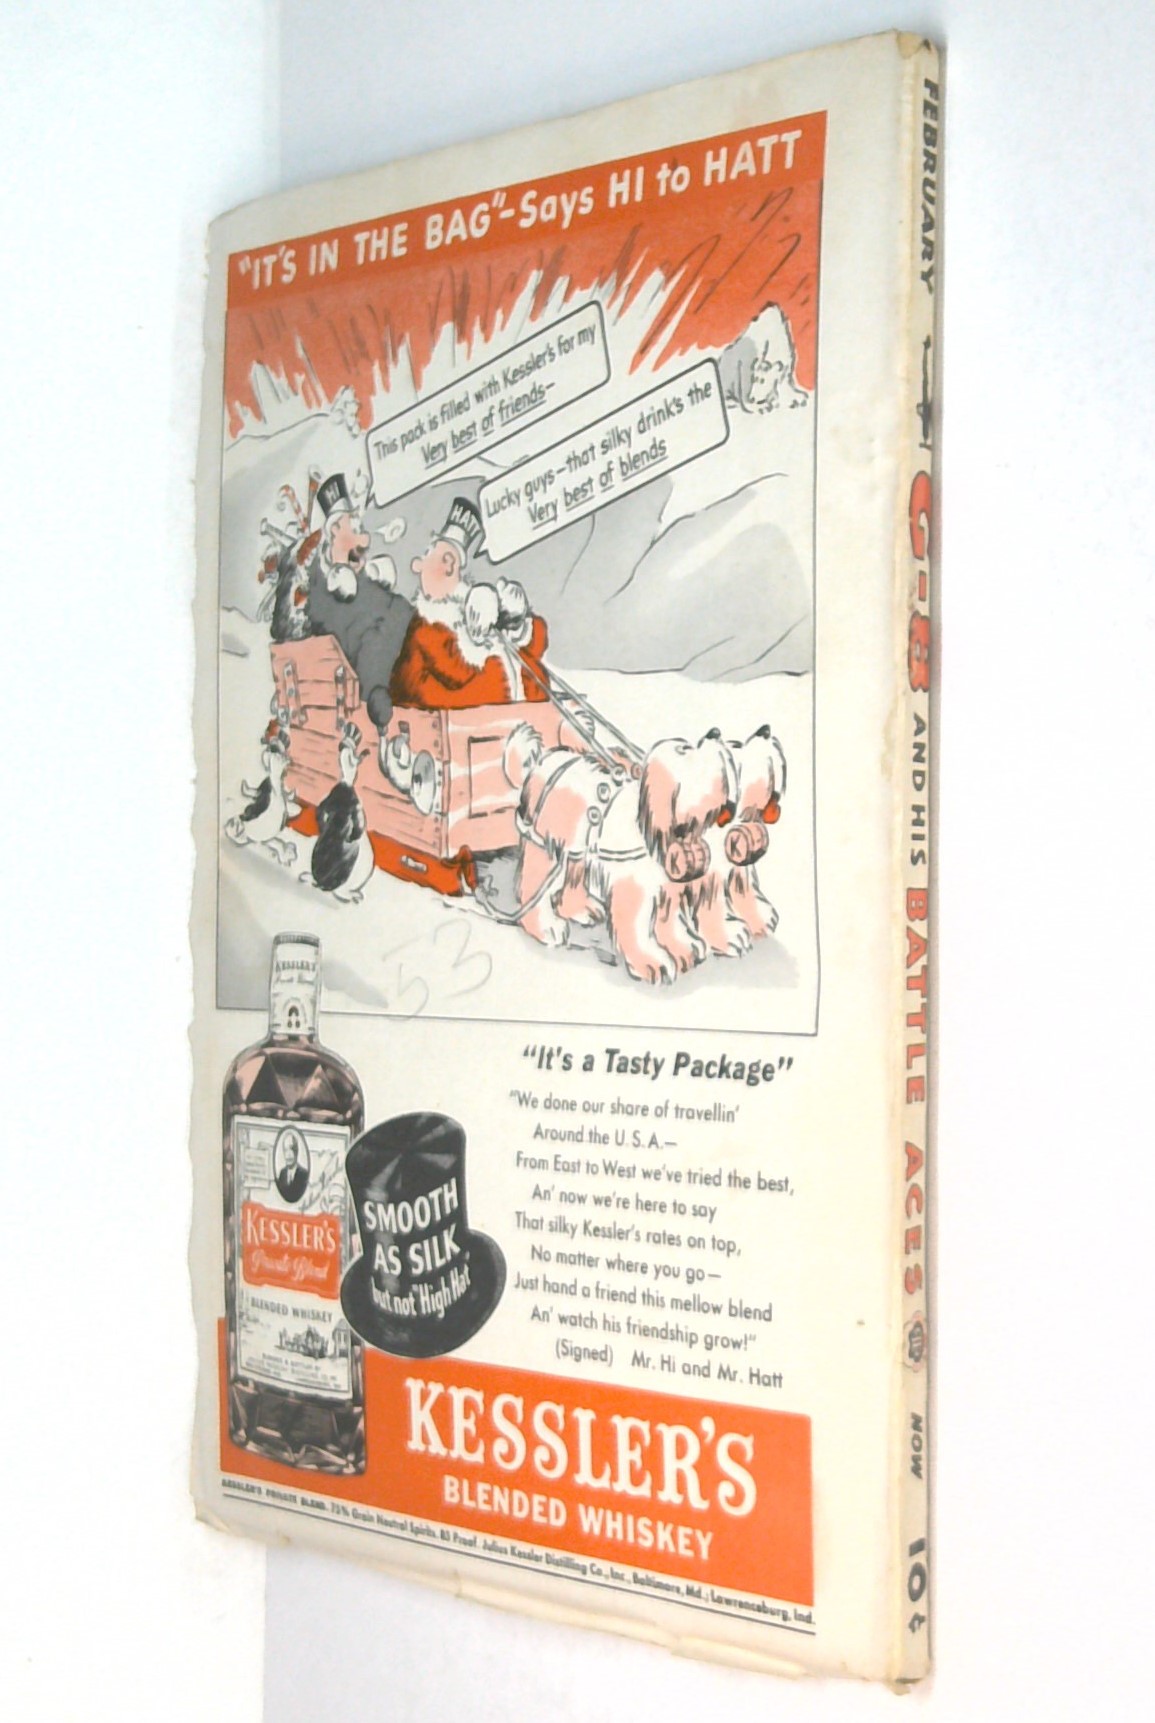 "IT'S IN THE BAG"-Says HI to HATT
This pack is filled with Kessler's for my
Very best of friends—
Lucky guys—that silky drink's the
Very best of blends
HI
HATT
K
K
53
KESSLER'S
"It's a Tasty Package"
"We done our share of travellin'
Around the U. S. A.—
From East to West we've tried the best,
An' now we're here to say
That silky Kessler's rates on top,
No matter where you go—
Just hand a friend this mellow blend
An' watch his friendship grow!"
(Signed) Mr. Hi and Mr. Hatt
SMOOTH
AS SILK
but not "High Hat"
KESSLER'S
Private Blend
BLENDED WHISKEY
KESSLER'S
BLENDED WHISKEY
KESSLER'S PRIVATE BLEND. 75% Grain Neutral Spirits. 85 Proof. Julius Kessler Distilling Co., Inc., Baltimore, Md.; Lawrenceburg, Ind.
FEBRUARY G-8 AND HIS BATTLE ACES NOW 10¢